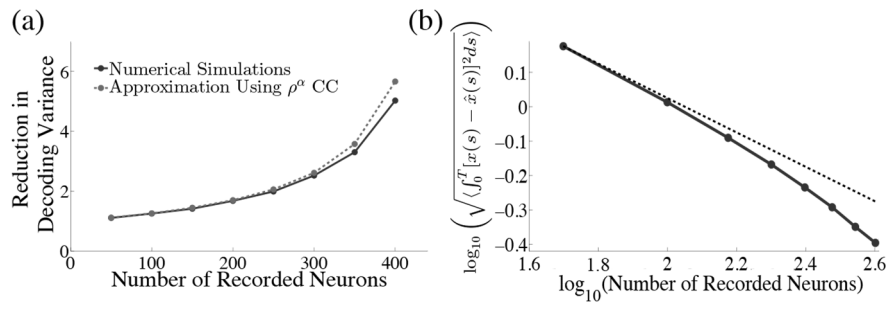 (a)
Reduction in
Decoding Variance
6
4
2
0
Numerical Simulations
Approximation Using ρ^α CC
0 100 200 300 400
Number of Recorded Neurons
(b)
log₁₀ (√⟨∫₀ᵀ [x(s) − x̂(s)]² ds⟩)
0.1
0
−0.1
−0.2
−0.3
−0.4
1.6 1.8 2 2.2 2.4 2.6
log₁₀(Number of Recorded Neurons)